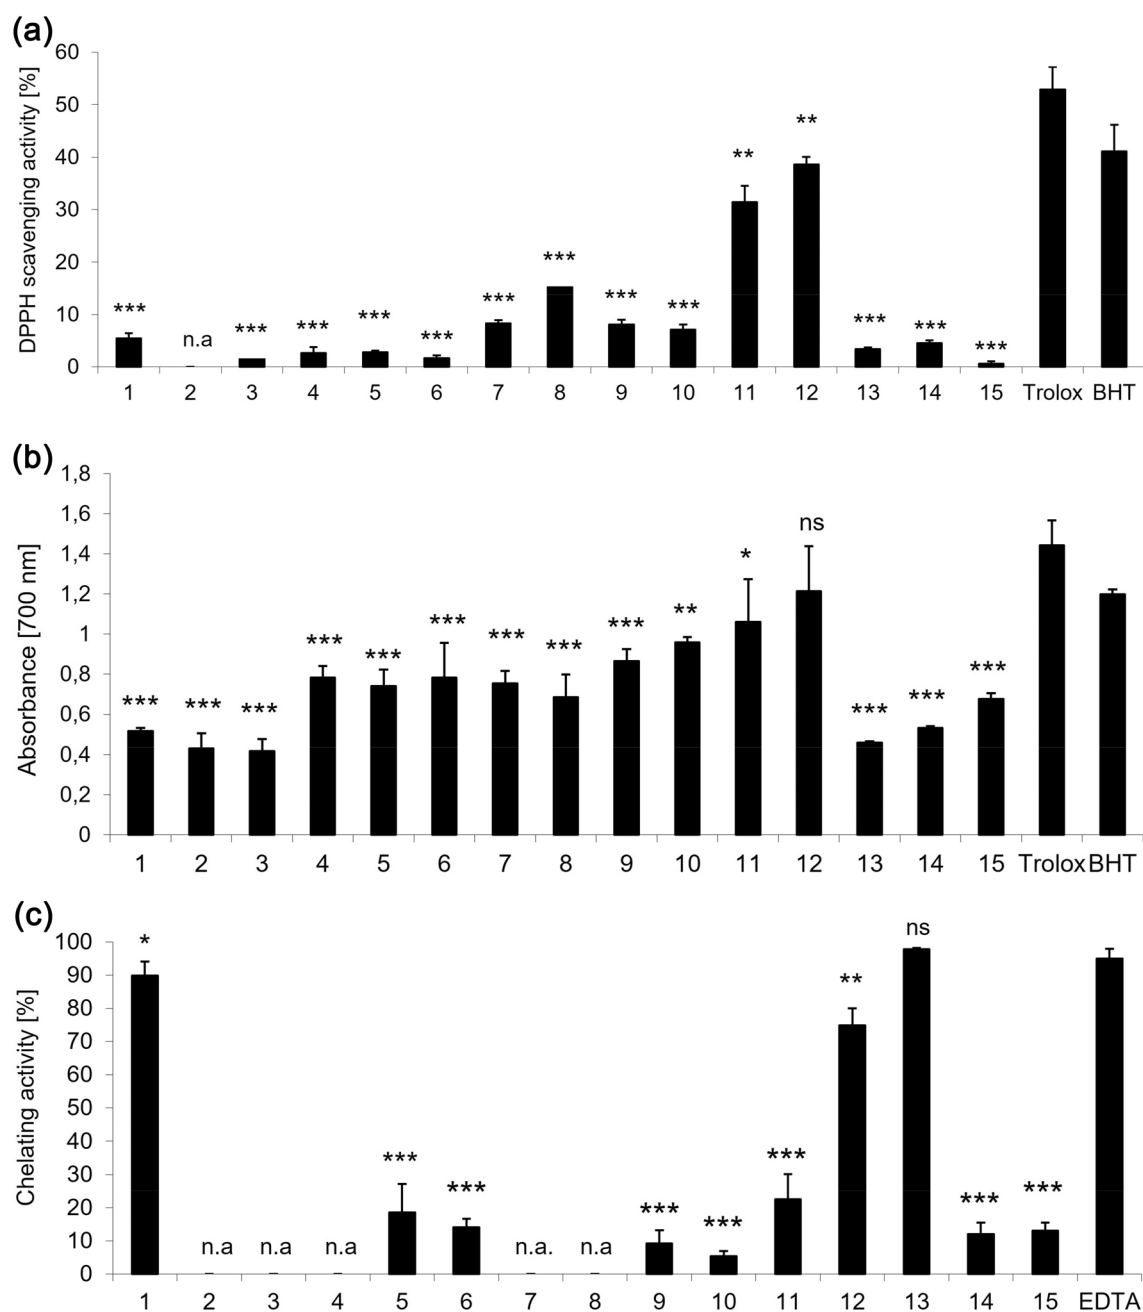 (a)
DPPH scavenging activity [%]
60
50
40
30
20
10
0
*** n.a *** *** *** *** *** *** *** *** ** ** *** *** ***
1 2 3 4 5 6 7 8 9 10 11 12 13 14 15 Trolox BHT
(b)
Absorbance [700 nm]
1,8
1,6
1,4
1,2
1
0,8
0,6
0,4
0,2
0
*** *** *** *** *** *** *** *** *** ** * ns *** *** ***
1 2 3 4 5 6 7 8 9 10 11 12 13 14 15 Trolox BHT
(c)
Chelating activity [%]
100
90
80
70
60
50
40
30
20
10
0
* n.a n.a n.a *** *** n.a. n.a *** *** *** ** ns *** ***
1 2 3 4 5 6 7 8 9 10 11 12 13 14 15 EDTA